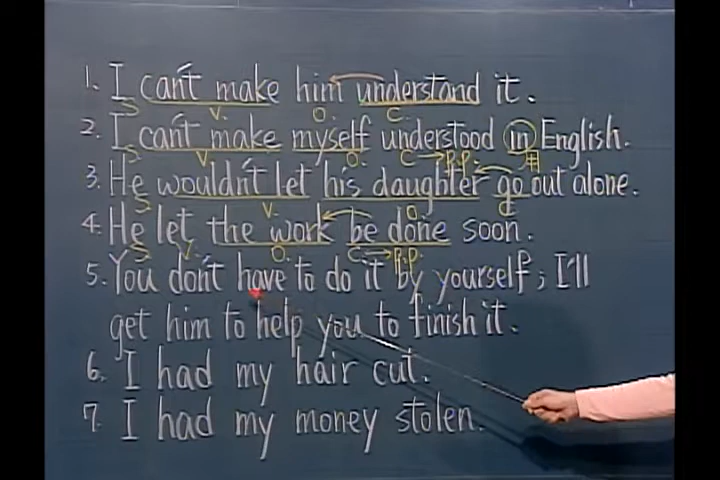 1. I can't make him understand it.
S V. O. C.
2. I can't make myself understood in English.
S. V. O. C → p.p. 用
3. He wouldn't let his daughter go out alone.
S. V. O. C
4. He let the work be done soon.
S. V. O. C → p.p.
5. You don't have to do it by yourself; I'll
get him to help you to finish it.
6. I had my hair cut.
7. I had my money stolen.